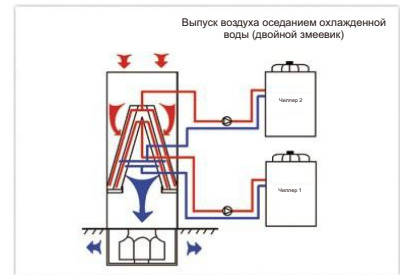 Выпуск воздуха оседанием охлажденной
воды (двойной змеевик)
Чиллер 2
Чиллер 1